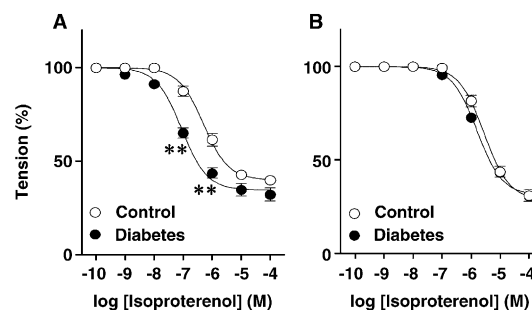 A
B
Tension (%)
100
50
0
100
50
0
**
**
Control
Diabetes
Control
Diabetes
-10 -9 -8 -7 -6 -5 -4
-10 -9 -8 -7 -6 -5 -4
log [Isoproterenol] (M)
log [Isoproterenol] (M)